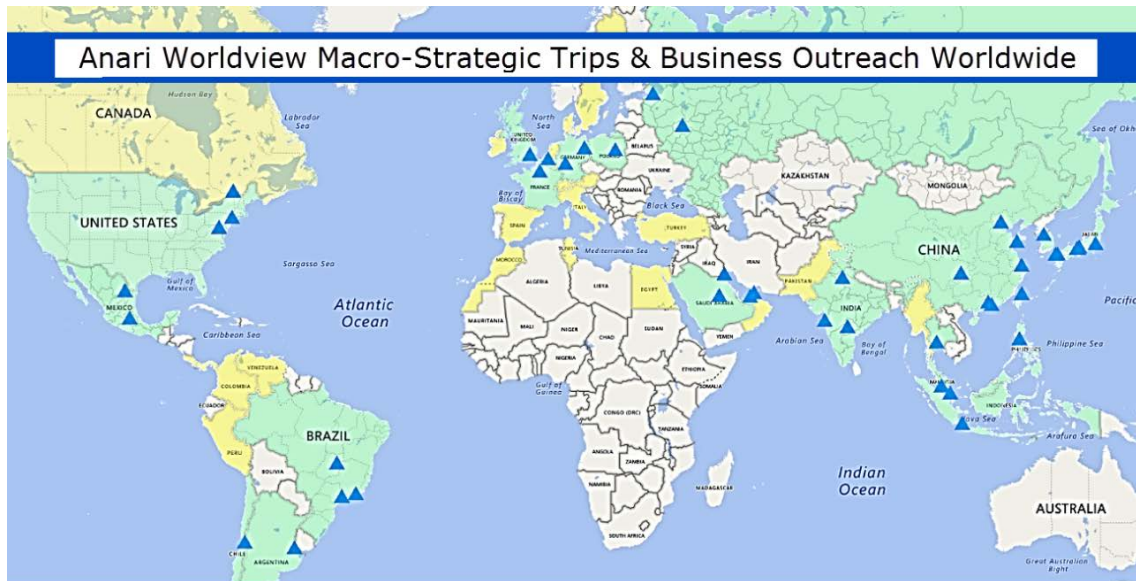 Anari Worldview Macro-Strategic Trips & Business Outreach Worldwide
Hudson Bay
CANADA
Labrador
Sea
North
Sea
UNITED
KINGDOM
GERMANY
BELARUS
Sea of Okh
KAZAKHSTAN
UKRAINE
MONGOLIA
FRANCE
ROMANIA
Bay of
Biscay
ITALY
Black Sea
UNITED STATES
SPAIN
TURKEY
CHINA
Sargasso Sea
TUNISIA
Mediterranean Sea
SYRIA
IRAQ
IRAN
Gulf of
Mexico
MOROCCO
ALGERIA
LIBYA
EGYPT
PAKISTAN
Atlantic
Ocean
MEXICO
SAUDI ARABIA
INDIA
Pacific
Caribbean Sea
MAURITANIA
MALI
NIGER
CHAD
SUDAN
YEMEN
Arabian Sea
Bay of
Bengal
Philippine Sea
VENEZUELA
COLOMBIA
NIGERIA
ETHIOPIA
SOMALIA
ECUADOR
Gulf of
Guinea
INDONESIA
CONGO (DRC)
TANZANIA
Arafura Sea
BRAZIL
PERU
ANGOLA
ZAMBIA
Indian
Ocean
BOLIVIA
NAMIBIA
MADAGASCAR
AUSTRALIA
SOUTH AFRICA
CHILE
ARGENTINA
Great Australian